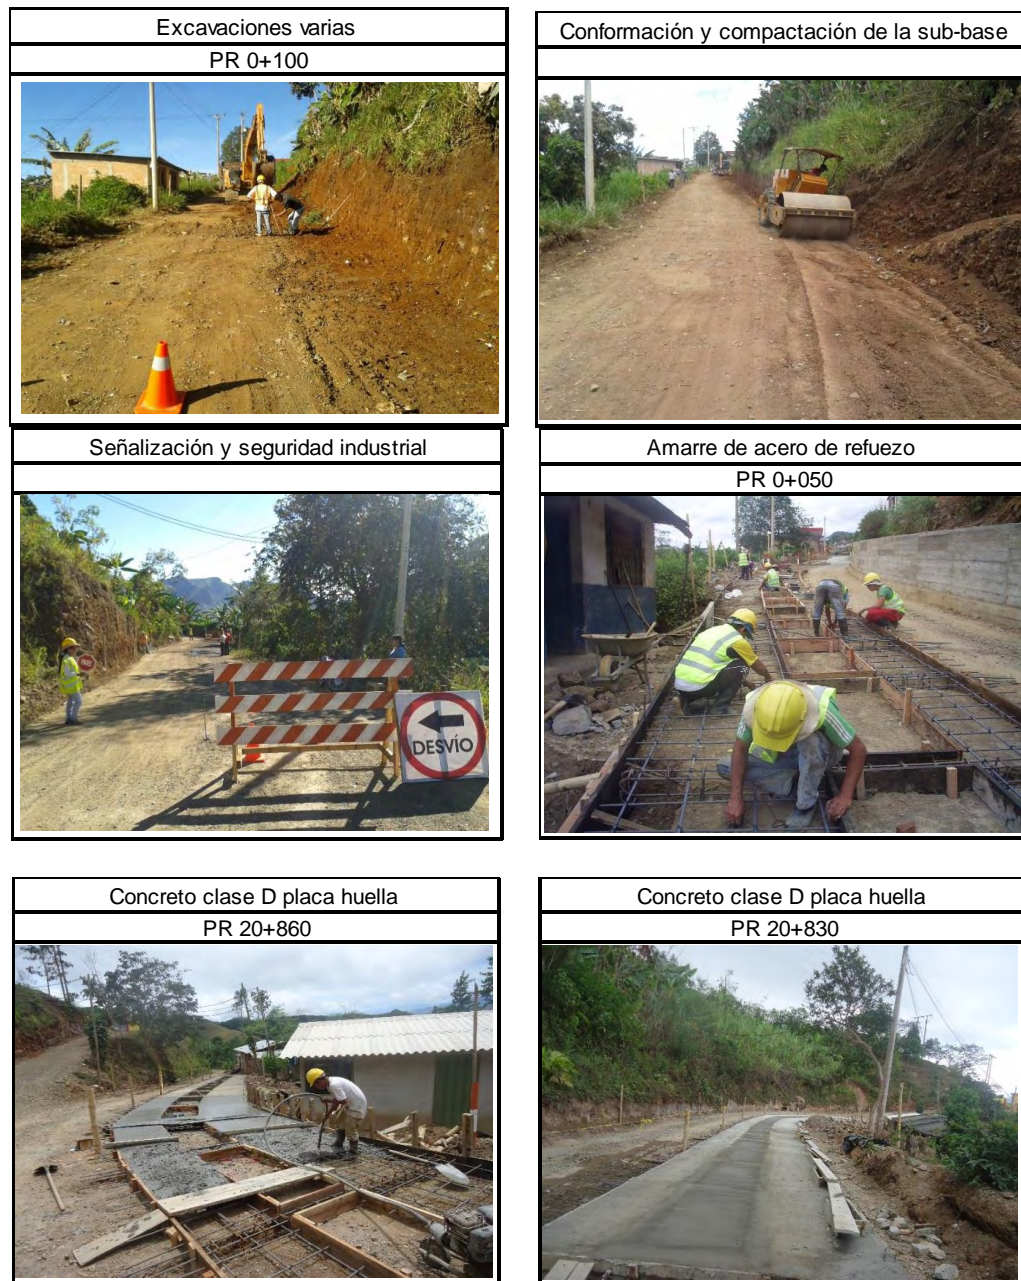 Excavaciones varias
PR 0+100
Conformación y compactación de la sub-base
Señalización y seguridad industrial
DESVÍO
Amarre de acero de refuezo
PR 0+050
Concreto clase D placa huella
PR 20+860
Concreto clase D placa huella
PR 20+830